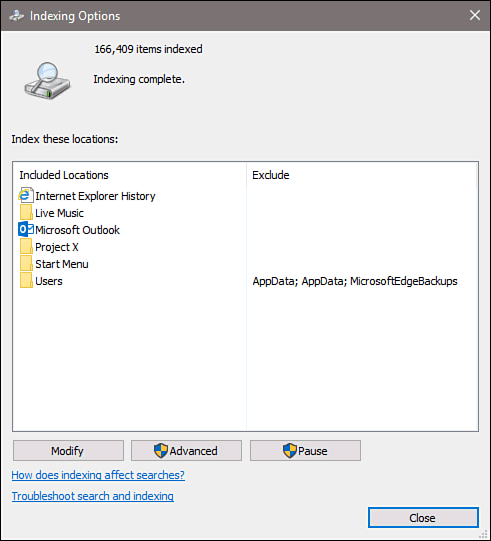 Indexing Options
166,409 items indexed
Indexing complete.
Index these locations:
Included Locations Exclude
Internet Explorer History
Live Music
Microsoft Outlook
Project X
Start Menu
Users AppData; AppData; MicrosoftEdgeBackups
Modify Advanced Pause
How does indexing affect searches?
Troubleshoot search and indexing
Close